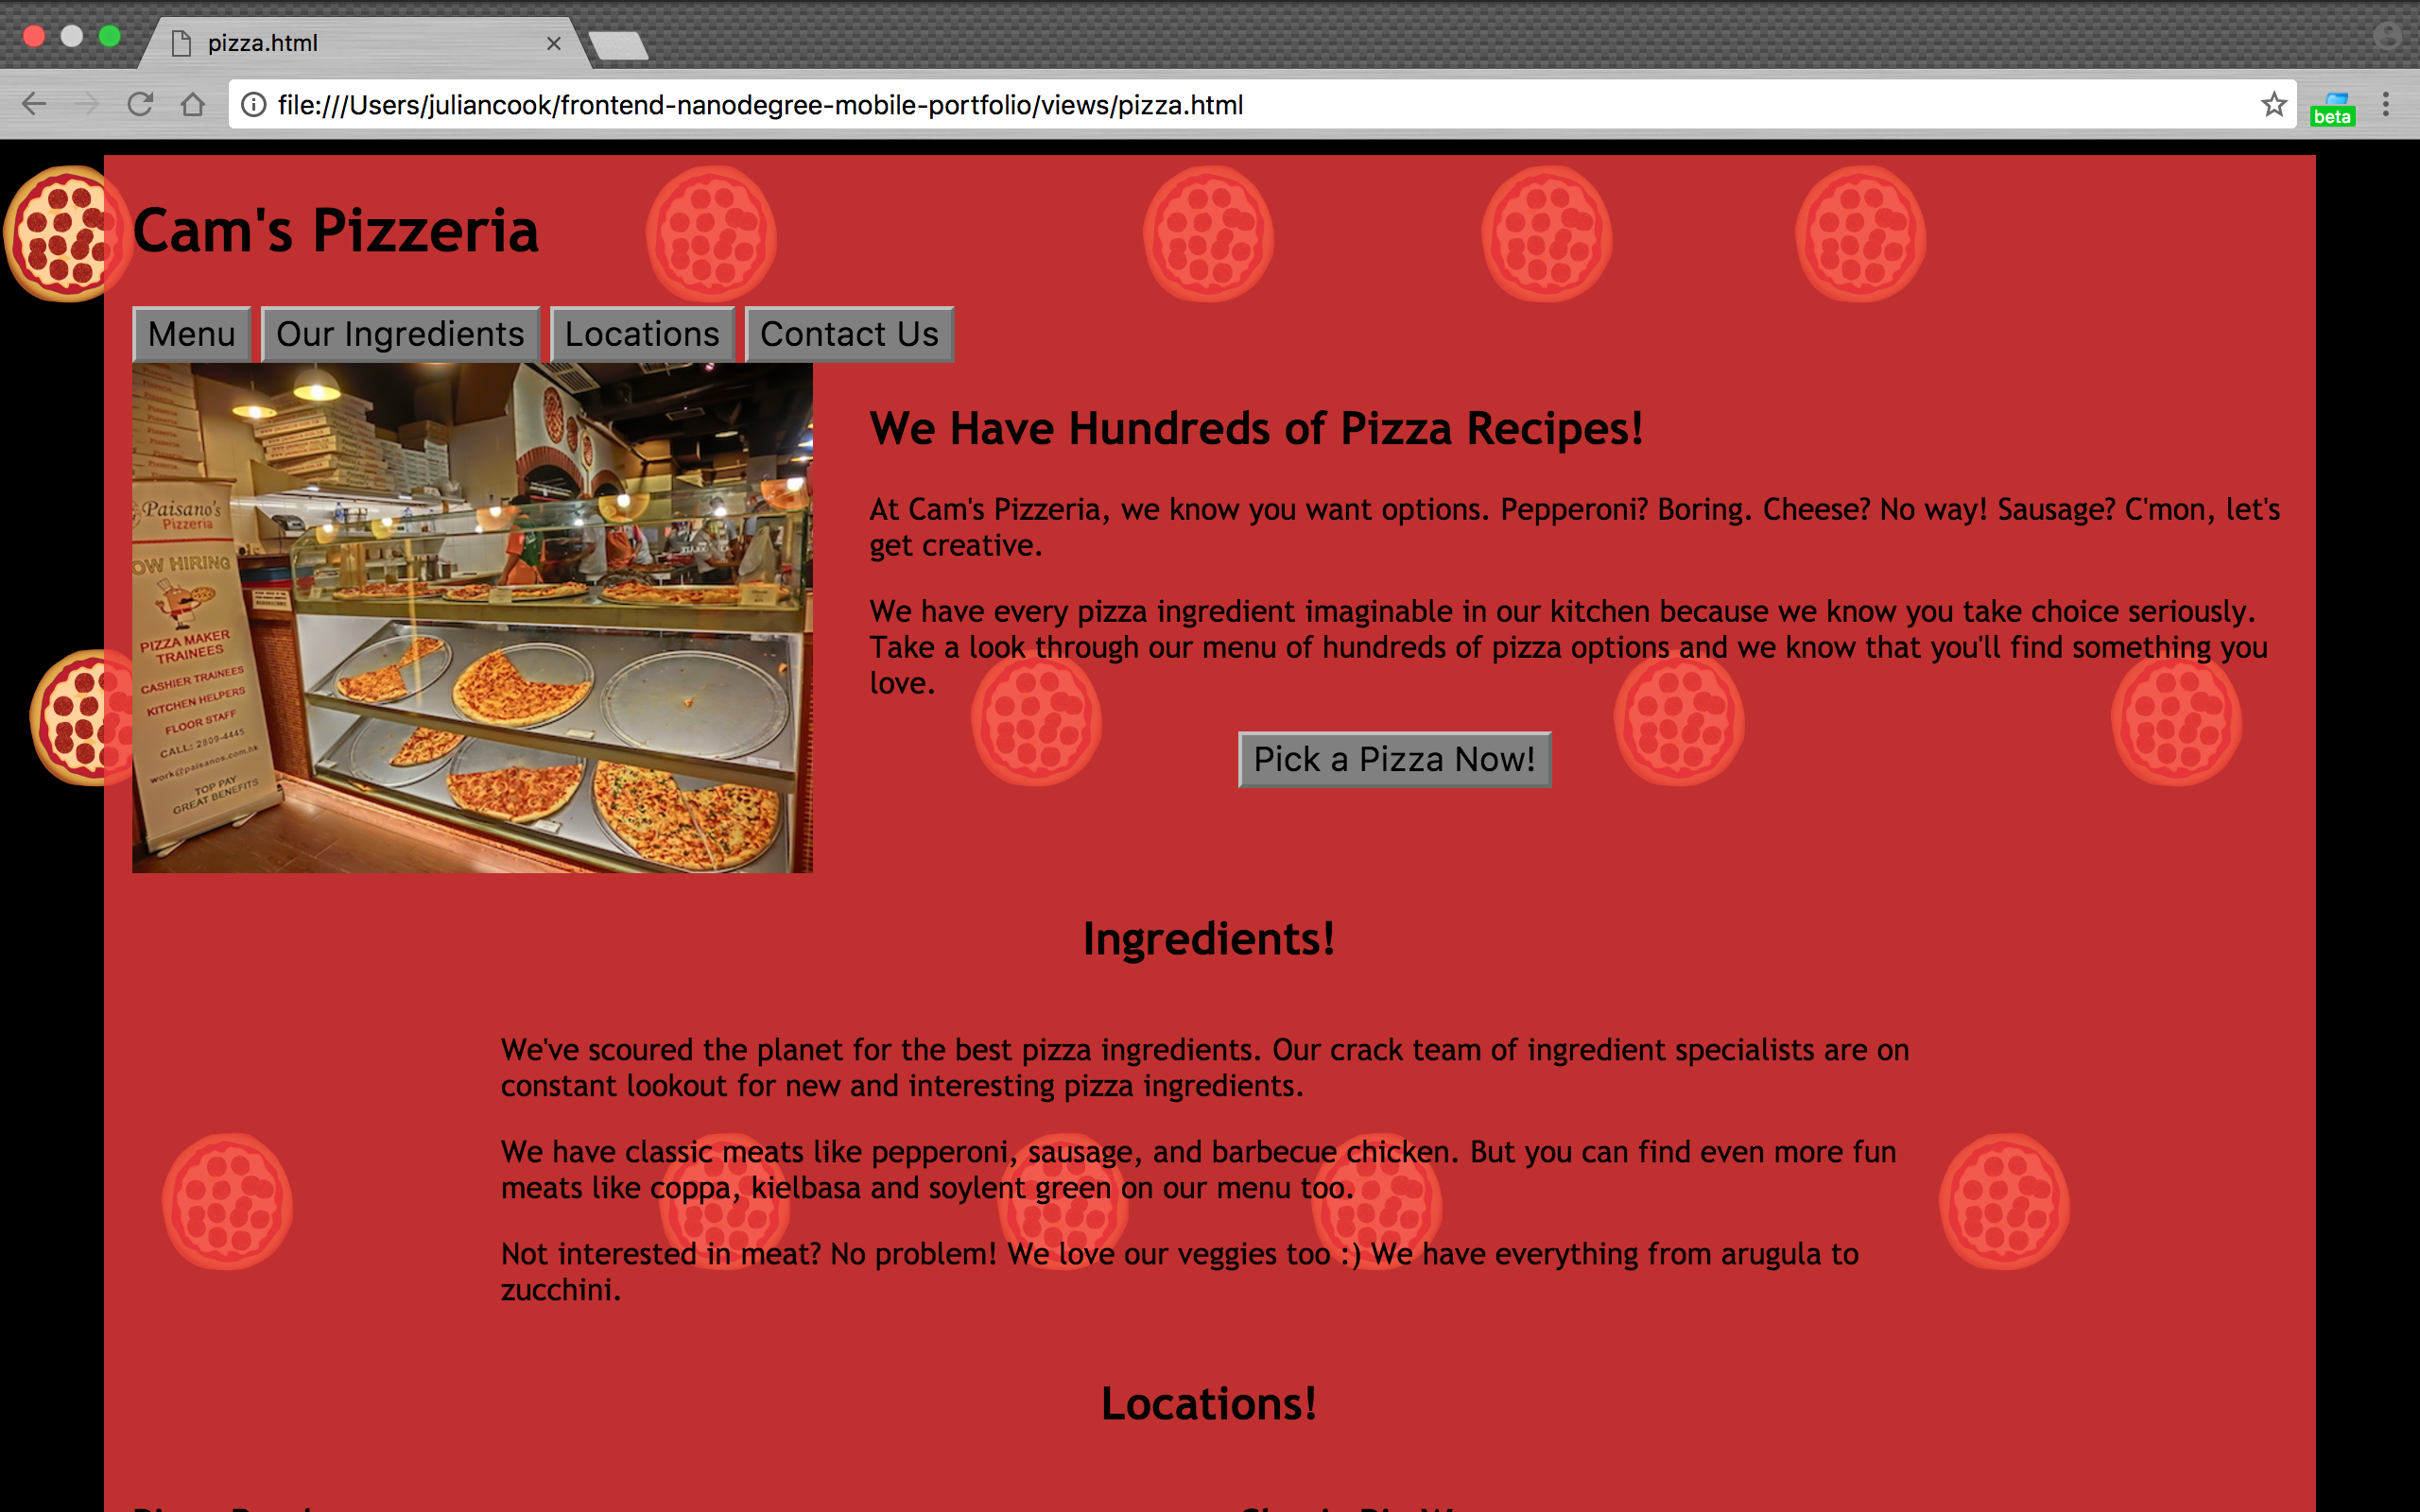 pizza.html
file:///Users/juliancook/frontend-nanodegree-mobile-portfolio/views/pizza.html
beta
Cam's Pizzeria
Menu
Our Ingredients
Locations
Contact Us
Paisano's
Pizzeria
OW HIRING
PIZZA MAKER
TRAINEES
CASHIER TRAINEES
KITCHEN HELPERS
FLOOR STAFF
CALL: 2809-4445
work@paisanos.com.hk
TOP PAY
GREAT BENEFITS
We Have Hundreds of Pizza Recipes!
At Cam's Pizzeria, we know you want options. Pepperoni? Boring. Cheese? No way! Sausage? C'mon, let's
get creative.
We have every pizza ingredient imaginable in our kitchen because we know you take choice seriously.
Take a look through our menu of hundreds of pizza options and we know that you'll find something you
love.
Pick a Pizza Now!
Ingredients!
We've scoured the planet for the best pizza ingredients. Our crack team of ingredient specialists are on
constant lookout for new and interesting pizza ingredients.
We have classic meats like pepperoni, sausage, and barbecue chicken. But you can find even more fun
meats like coppa, kielbasa and soylent green on our menu too.
Not interested in meat? No problem! We love our veggies too :) We have everything from arugula to
zucchini.
Locations!